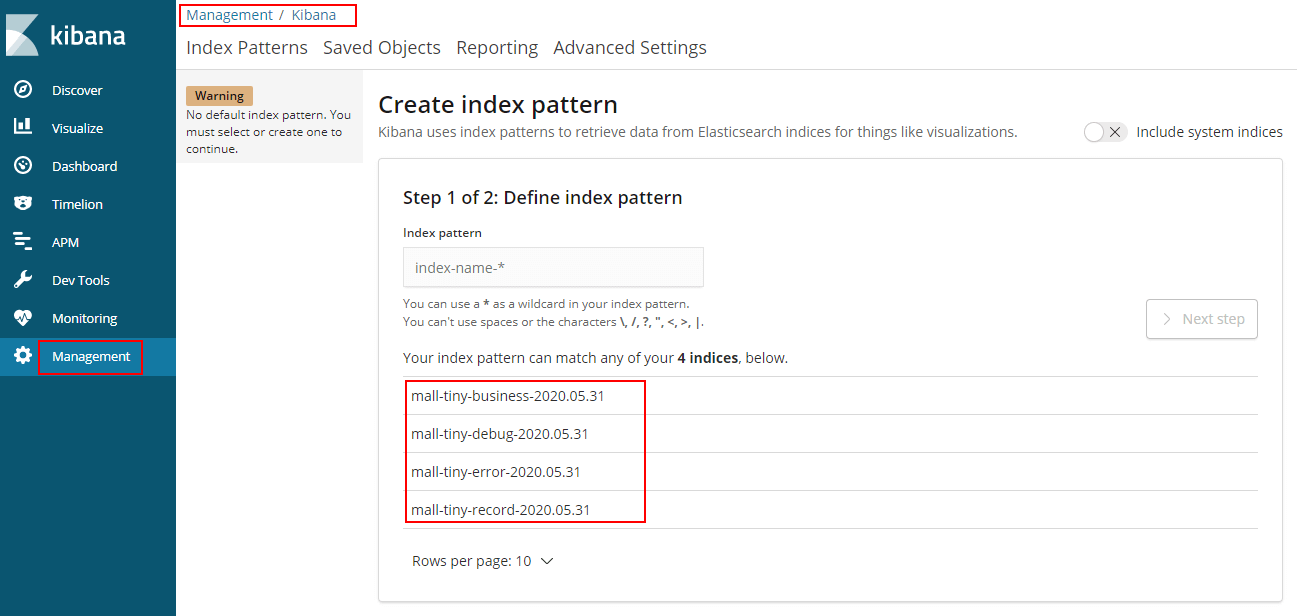 kibana
Discover
Visualize
Dashboard
Timelion
APM
Dev Tools
Monitoring
Management
Management / Kibana
Index Patterns Saved Objects Reporting Advanced Settings
Warning
No default index pattern. You
must select or create one to
continue.
Create index pattern
Kibana uses index patterns to retrieve data from Elasticsearch indices for things like visualizations.
Include system indices
Step 1 of 2: Define index pattern
Index pattern
index-name-*
You can use a * as a wildcard in your index pattern.
You can't use spaces or the characters \, /, ?, ", <, >, |.
Next step
Your index pattern can match any of your 4 indices, below.
mall-tiny-business-2020.05.31
mall-tiny-debug-2020.05.31
mall-tiny-error-2020.05.31
mall-tiny-record-2020.05.31
Rows per page: 10